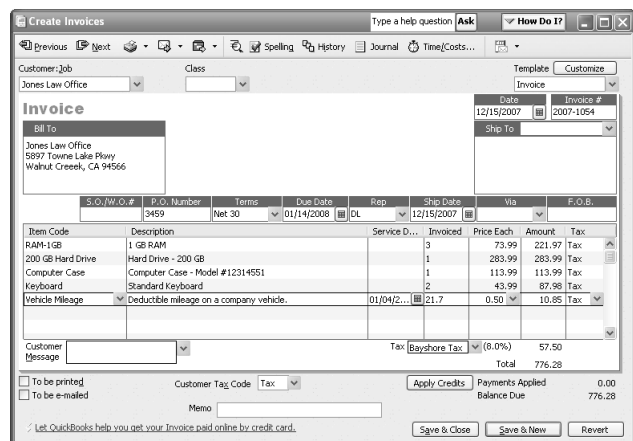 Create Invoices
Type a help question Ask
How Do I?
Previous Next Spelling History Journal Time/Costs...
Customer:Job Class Template Customize
Jones Law Office Invoice
Invoice
Date Invoice #
12/15/2007 2007-1054
Bill To Ship To
Jones Law Office
5897 Towne Lake Pkwy
Walnut Creeek, CA 94566
S.O./W.O.# P.O. Number Terms Due Date Rep Ship Date Via F.O.B.
3459 Net 30 01/14/2008 DL 12/15/2007
Item Code Description Service D... Invoiced Price Each Amount Tax
RAM-1GB 1 GB RAM 3 73.99 221.97 Tax
200 GB Hard Drive Hard Drive - 200 GB 1 283.99 283.99 Tax
Computer Case Computer Case - Model #12314551 1 113.99 113.99 Tax
Keyboard Standard Keyboard 2 43.99 87.98 Tax
Vehicle Mileage Deductible mileage on a company vehicle. 01/04/2... 21.7 0.50 10.85 Tax
Customer Message Tax Bayshore Tax (8.0%) 57.50
Total 776.28
To be printed Customer Tax Code Tax Apply Credits Payments Applied 0.00
To be e-mailed Balance Due 776.28
Memo
Let QuickBooks help you get your Invoice paid online by credit card. Save & Close Save & New Revert